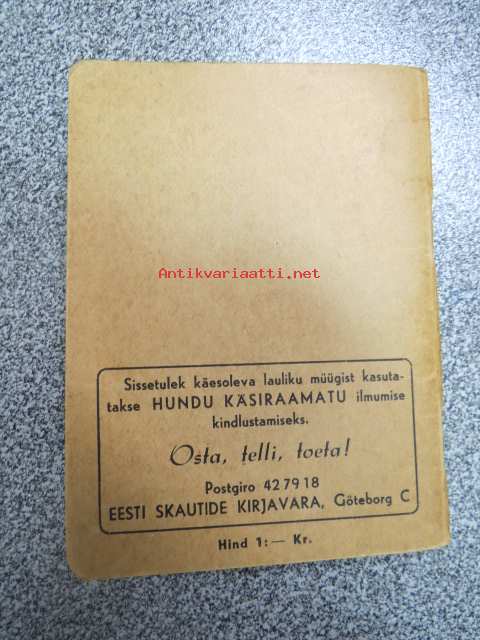 Antikvariaatti.net
Sissetulek käesoleva lauliku müügist kasuta-
takse HUNDU KÄSIRAAMATU ilmumise
kindlustamiseks.
Osta, telli, toeta!
Postgiro 427918
EESTI SKAUTIDE KIRJAVARA, Göteborg C
Hind 1:— Kr.